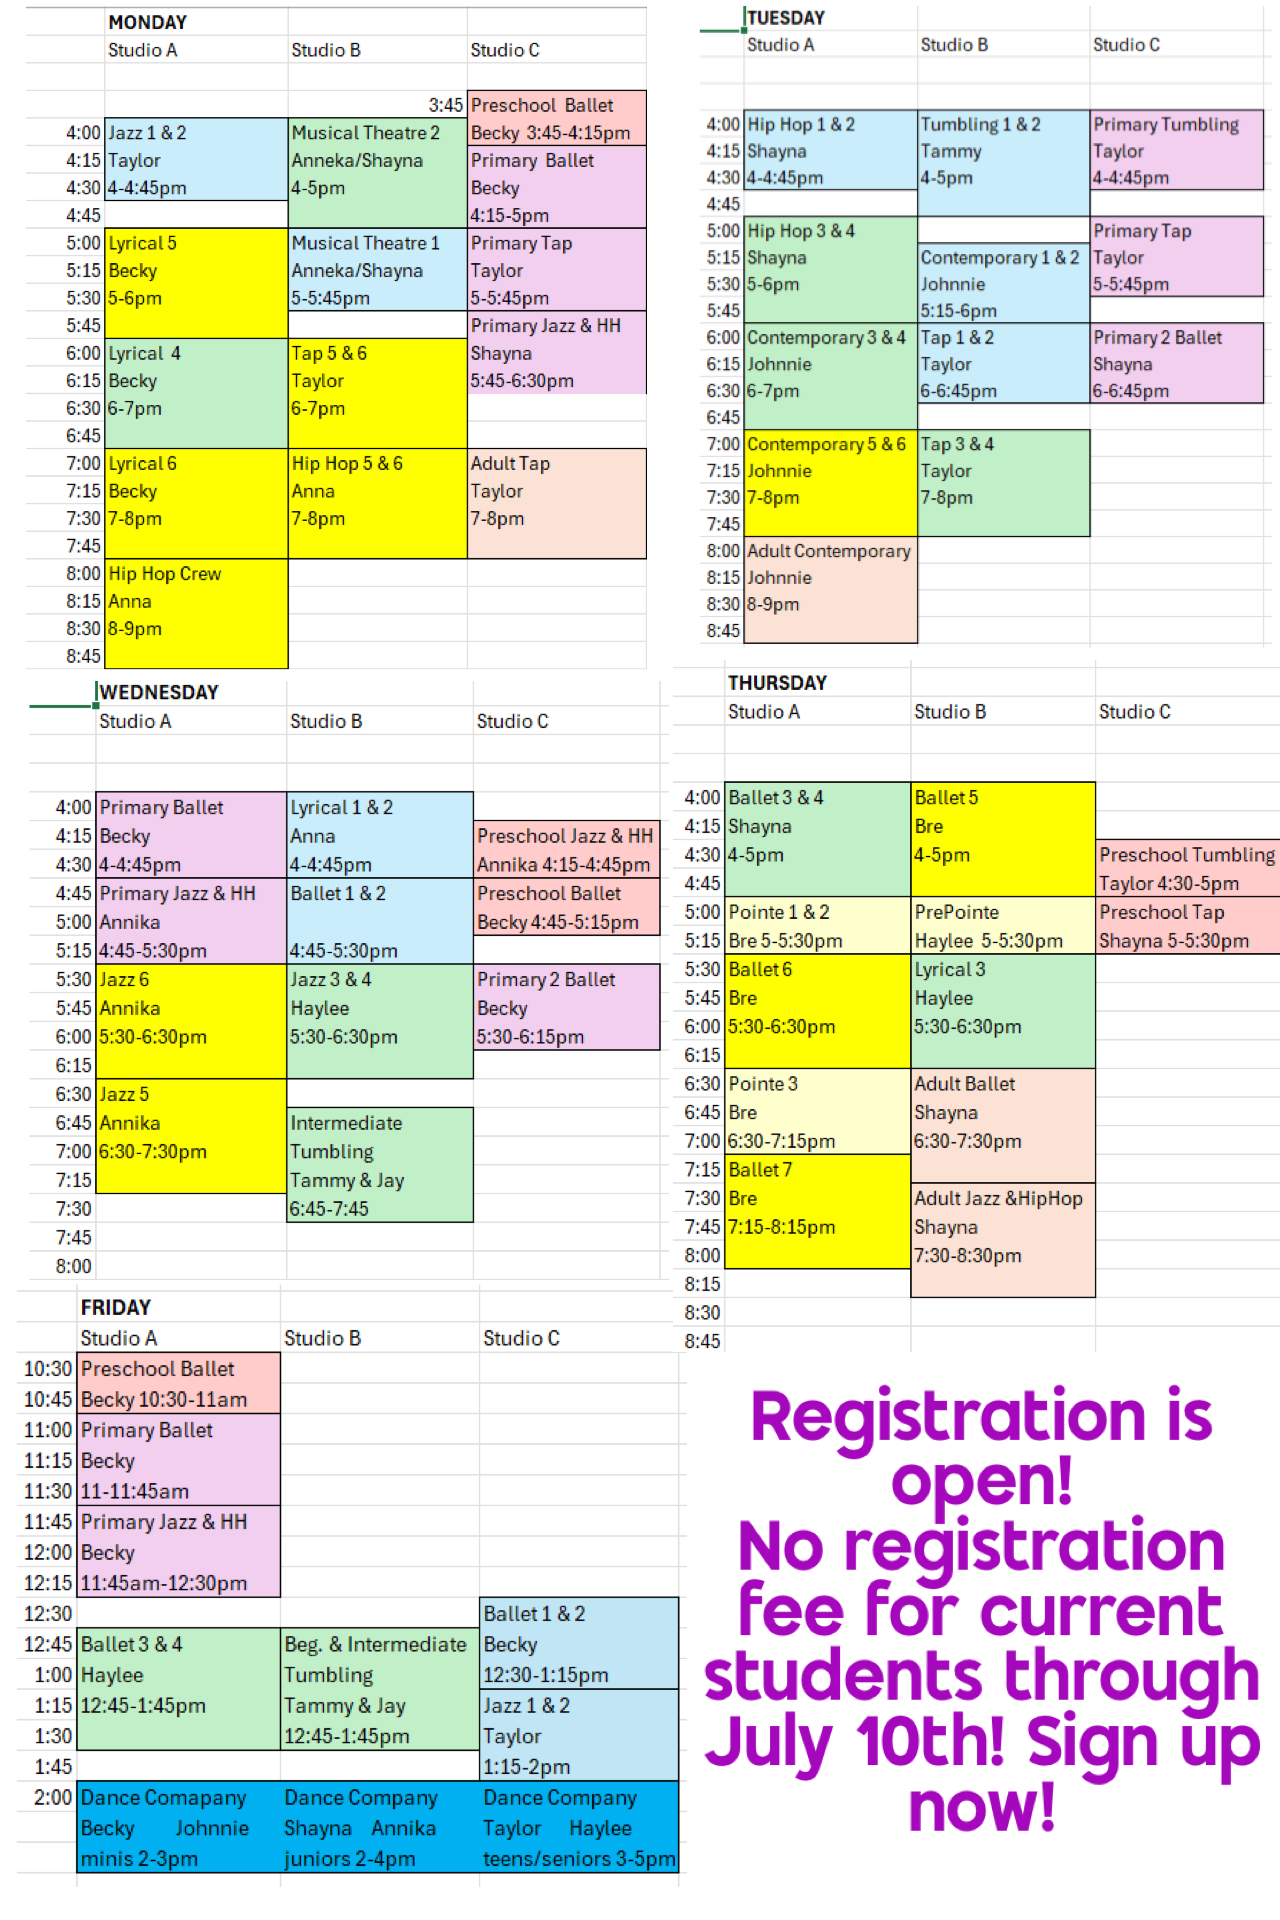 MONDAY
Studio A Studio B Studio C
3:45 Preschool Ballet
4:00 Jazz 1 & 2 Musical Theatre 2 Becky 3:45-4:15pm
4:15 Taylor Anneka/Shayna Primary Ballet
4:30 4-4:45pm 4-5pm Becky
4:45 4:15-5pm
5:00 Lyrical 5 Musical Theatre 1 Primary Tap
5:15 Becky Anneka/Shayna Taylor
5:30 5-6pm 5-5:45pm 5-5:45pm
5:45 Primary Jazz & HH
6:00 Lyrical 4 Tap 5 & 6 Shayna
6:15 Becky Taylor 5:45-6:30pm
6:30 6-7pm 6-7pm
6:45
7:00 Lyrical 6 Hip Hop 5 & 6 Adult Tap
7:15 Becky Anna Taylor
7:30 7-8pm 7-8pm 7-8pm
7:45
8:00 Hip Hop Crew
8:15 Anna
8:30 8-9pm
8:45
TUESDAY
Studio A Studio B Studio C
4:00 Hip Hop 1 & 2 Tumbling 1 & 2 Primary Tumbling
4:15 Shayna Tammy Taylor
4:30 4-4:45pm 4-5pm 4-4:45pm
4:45
5:00 Hip Hop 3 & 4 Primary Tap
5:15 Shayna Contemporary 1 & 2 Taylor
5:30 5-6pm Johnnie 5-5:45pm
5:45 5:15-6pm
6:00 Contemporary 3 & 4 Tap 1 & 2 Primary 2 Ballet
6:15 Johnnie Taylor Shayna
6:30 6-7pm 6-6:45pm 6-6:45pm
6:45
7:00 Contemporary 5 & 6 Tap 3 & 4
7:15 Johnnie Taylor
7:30 7-8pm 7-8pm
7:45
8:00 Adult Contemporary
8:15 Johnnie
8:30 8-9pm
8:45
WEDNESDAY
Studio A Studio B Studio C
4:00 Primary Ballet Lyrical 1 & 2
4:15 Becky Anna Preschool Jazz & HH
4:30 4-4:45pm 4-4:45pm Annika 4:15-4:45pm
4:45 Primary Jazz & HH Ballet 1 & 2 Preschool Ballet
5:00 Annika Becky 4:45-5:15pm
5:15 4:45-5:30pm 4:45-5:30pm
5:30 Jazz 6 Jazz 3 & 4 Primary 2 Ballet
5:45 Annika Haylee Becky
6:00 5:30-6:30pm 5:30-6:30pm 5:30-6:15pm
6:15
6:30 Jazz 5
6:45 Annika Intermediate
7:00 6:30-7:30pm Tumbling
7:15 Tammy & Jay
7:30 6:45-7:45
7:45
8:00
THURSDAY
Studio A Studio B Studio C
4:00 Ballet 3 & 4 Ballet 5
4:15 Shayna Bre
4:30 4-5pm 4-5pm Preschool Tumbling
4:45 Taylor 4:30-5pm
5:00 Pointe 1 & 2 PrePointe Preschool Tap
5:15 Bre 5-5:30pm Haylee 5-5:30pm Shayna 5-5:30pm
5:30 Ballet 6 Lyrical 3
5:45 Bre Haylee
6:00 5:30-6:30pm 5:30-6:30pm
6:15
6:30 Pointe 3 Adult Ballet
6:45 Bre Shayna
7:00 6:30-7:15pm 6:30-7:30pm
7:15 Ballet 7
7:30 Bre Adult Jazz &HipHop
7:45 7:15-8:15pm Shayna
8:00 7:30-8:30pm
8:15
8:30
8:45
FRIDAY
Studio A Studio B Studio C
10:30 Preschool Ballet
10:45 Becky 10:30-11am
11:00 Primary Ballet
11:15 Becky
11:30 11-11:45am
11:45 Primary Jazz & HH
12:00 Becky
12:15 11:45am-12:30pm
12:30 Ballet 1 & 2
12:45 Ballet 3 & 4 Beg. & Intermediate Becky
1:00 Haylee Tumbling 12:30-1:15pm
1:15 12:45-1:45pm Tammy & Jay Jazz 1 & 2
1:30 12:45-1:45pm Taylor
1:45 1:15-2pm
2:00 Dance Comapany Dance Company Dance Company
Becky Johnnie Shayna Annika Taylor Haylee
minis 2-3pm juniors 2-4pm teens/seniors 3-5pm
Registration is
open!
No registration
fee for current
students through
July 10th! Sign up
now!